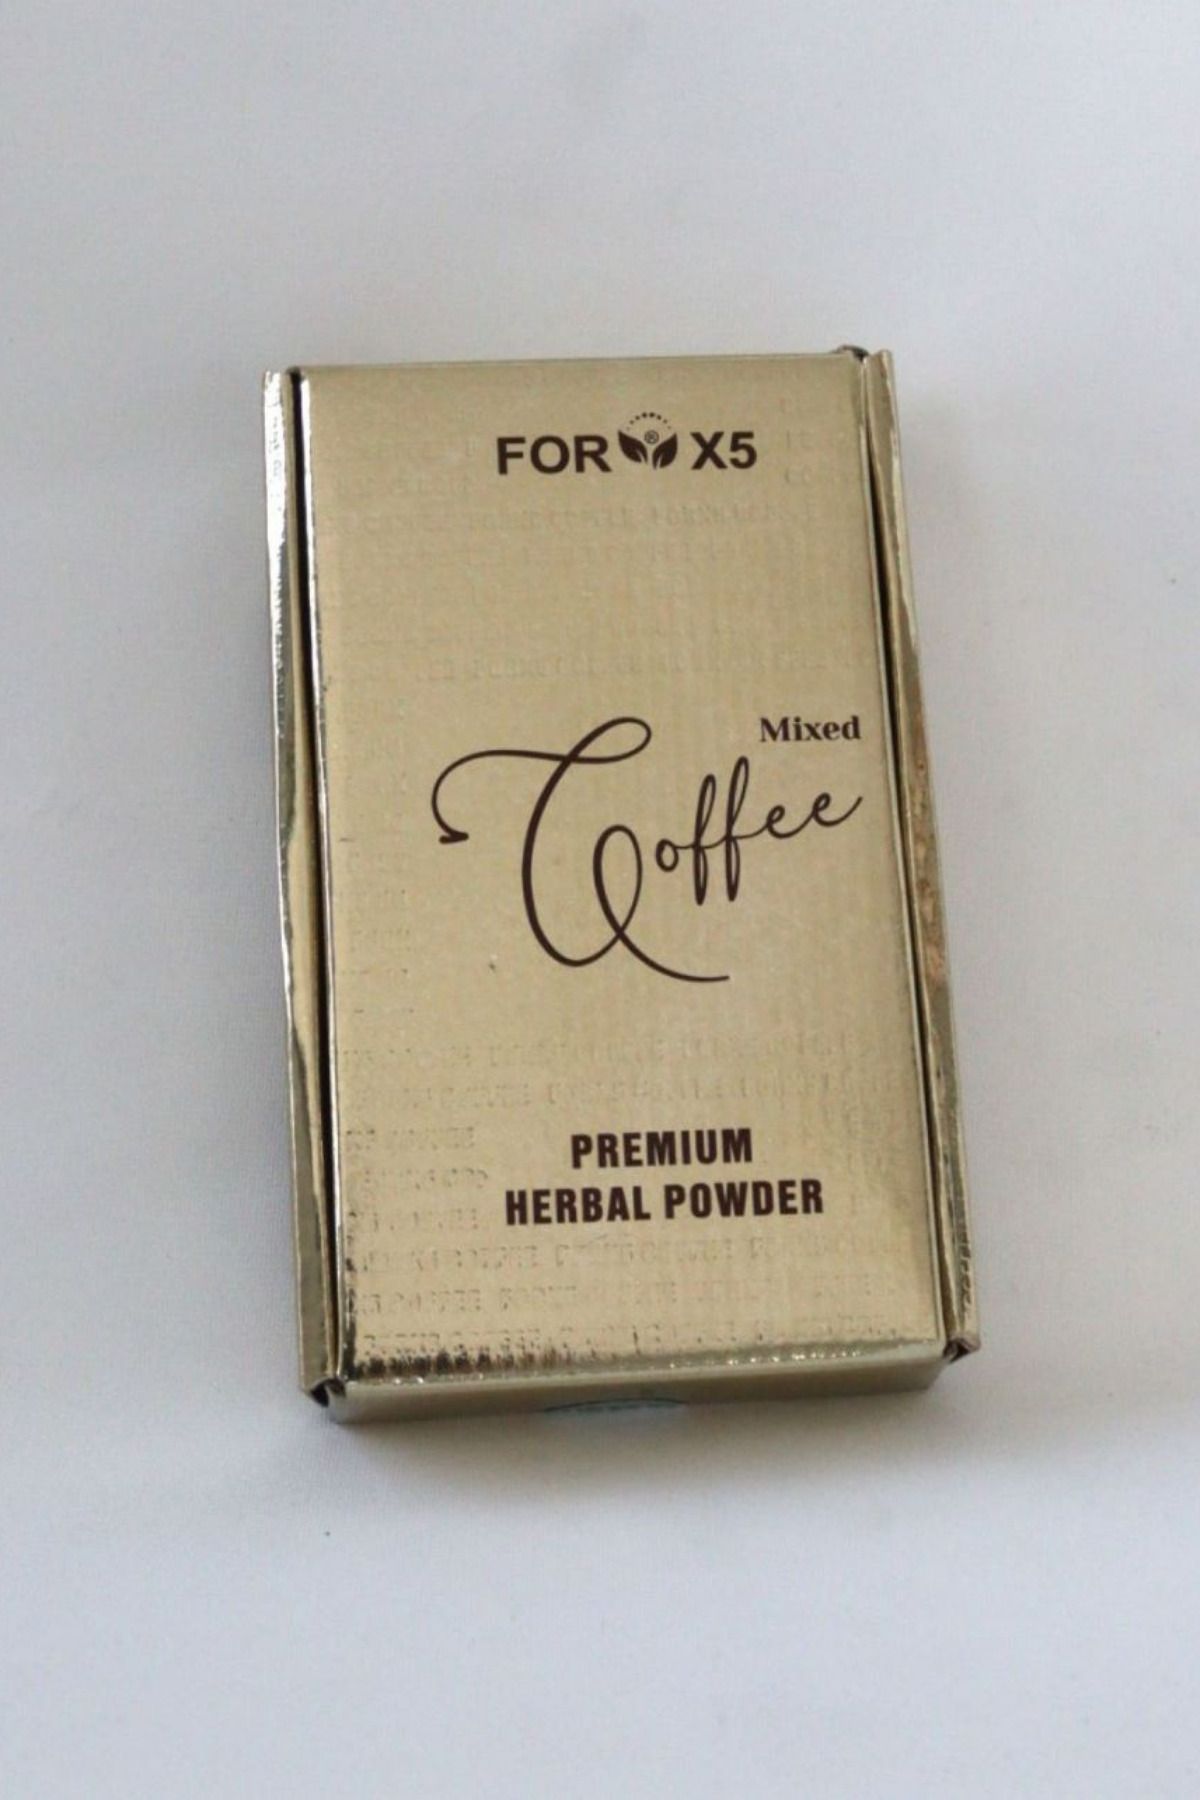 FOR X5
Mixed
Coffee
PREMIUM
HERBAL POWDER